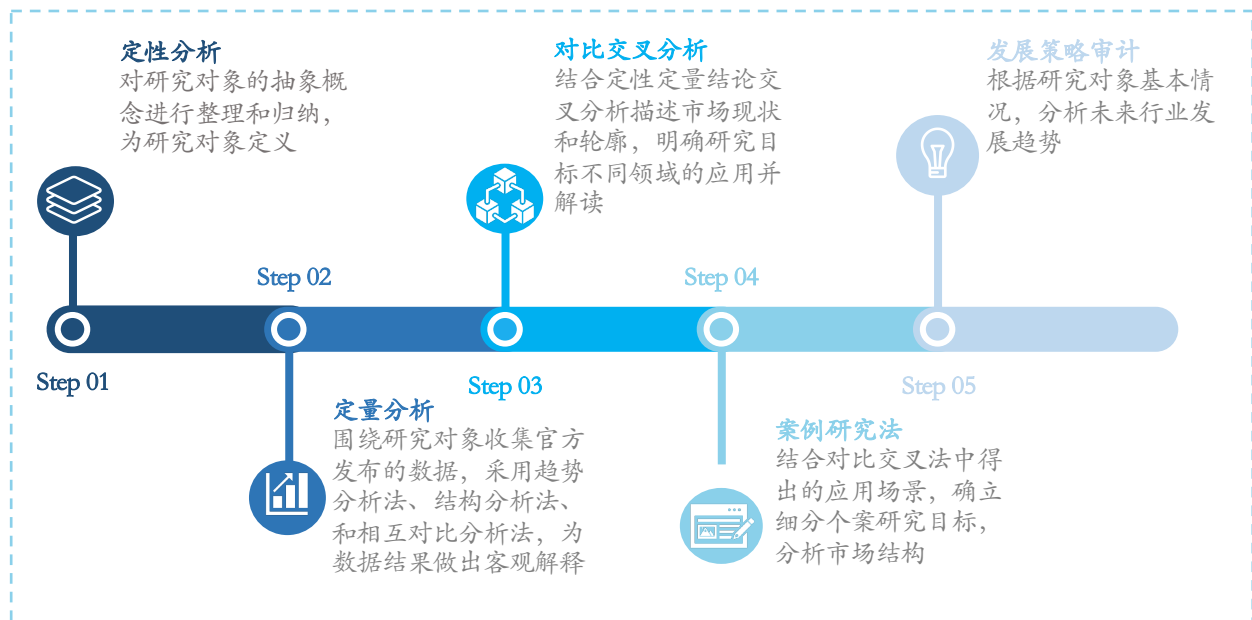 定性分析
对研究对象的抽象概
念进行整理和归纳，
为研究对象定义
Step 01
Step 02
定量分析
围绕研究对象收集官方
发布的数据，采用趋势
分析法、结构分析法、
和相互对比分析法，为
数据结果做出客观解释
对比交叉分析
结合定性定量结论交
叉分析描述市场现状
和轮廓，明确研究目
标不同领域的应用并
解读
Step 03
Step 04
案例研究法
结合对比交叉法中得
出的应用场景，确立
细分个案研究目标，
分析市场结构
发展策略审计
根据研究对象基本情
况，分析未来行业发
展趋势
Step 05